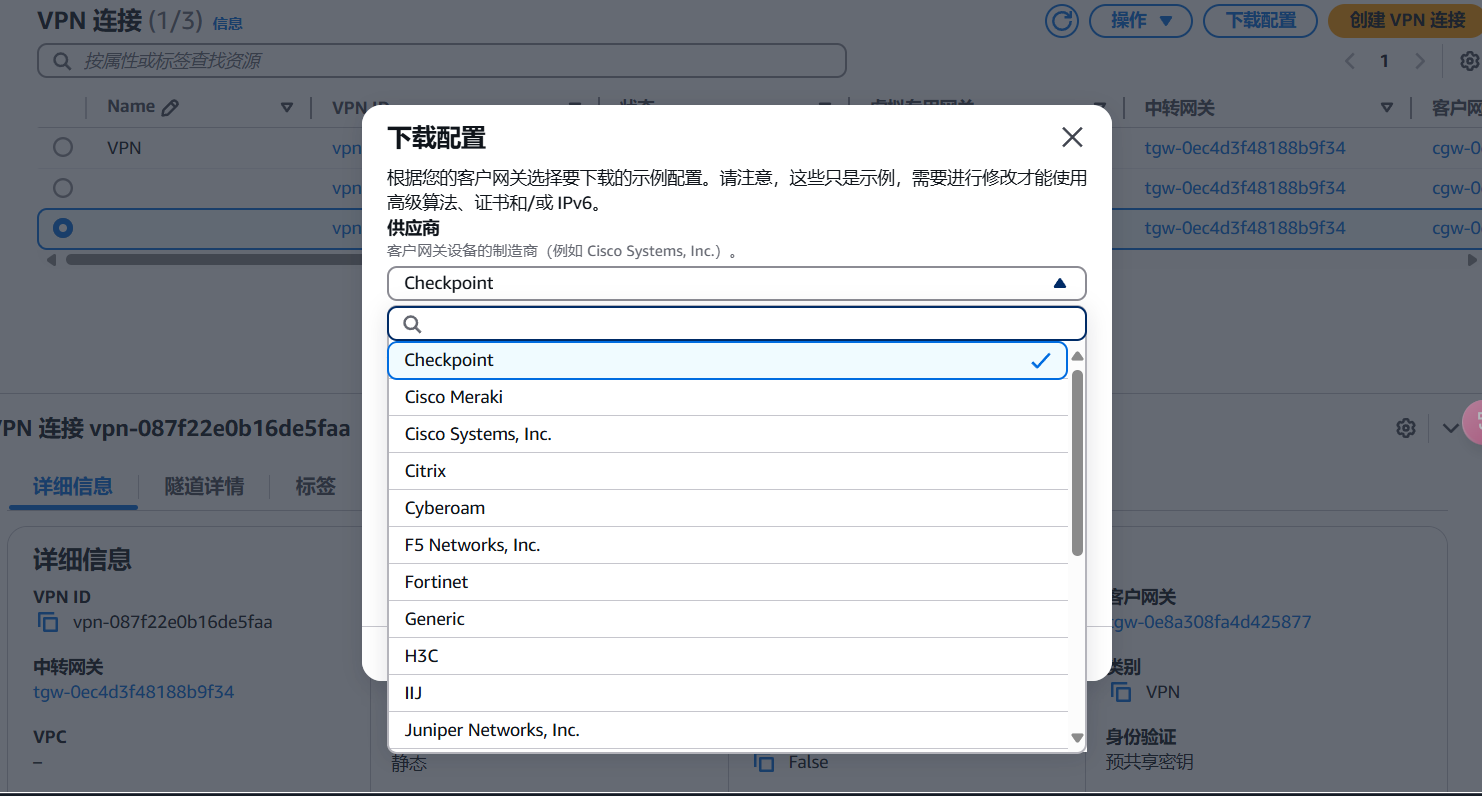 VPN 连接 (1/3) 信息
操作
下载配置
创建 VPN 连接
按属性或标签查找资源
1
Name
VPN ID
中转网关
客户网
VPN
vpn
tgw-0ec4d3f48188b9f34
cgw-0
vpn
tgw-0ec4d3f48188b9f34
cgw-0
vpn
tgw-0ec4d3f48188b9f34
cgw-0
下载配置
根据您的客户网关选择要下载的示例配置。请注意，这些只是示例，需要进行修改才能使用
高级算法、证书和/或 IPv6。
供应商
客户网关设备的制造商（例如 Cisco Systems, Inc.）。
Checkpoint
Checkpoint
Cisco Meraki
Cisco Systems, Inc.
Citrix
Cyberoam
F5 Networks, Inc.
Fortinet
Generic
H3C
IIJ
Juniper Networks, Inc.
VPN 连接 vpn-087f22e0b16de5faa
详细信息
隧道详情
标签
详细信息
VPN ID
vpn-087f22e0b16de5faa
客户网关
cgw-0e8a308fa4d425877
中转网关
tgw-0ec4d3f48188b9f34
类别
VPN
VPC
–
静态
False
身份验证
预共享密钥